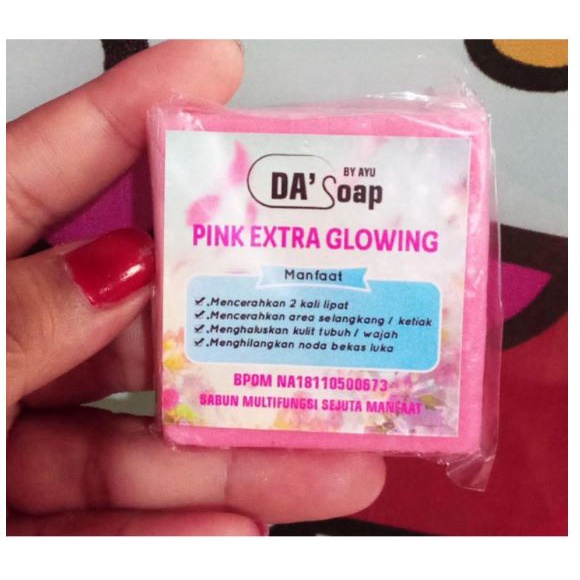 BY AYU
DA' Soap
PINK EXTRA GLOWING
Manfaat
.Mencerahkan 2 kali lipat
.Mencerahkan area selangkang / ketiak
.Menghaluskan kulit tubuh / wajah
.Menghilangkan noda bekas luka
BPOM NA18110500673
SABUN MULTIFUNGSI SEJUTA MANFAAT